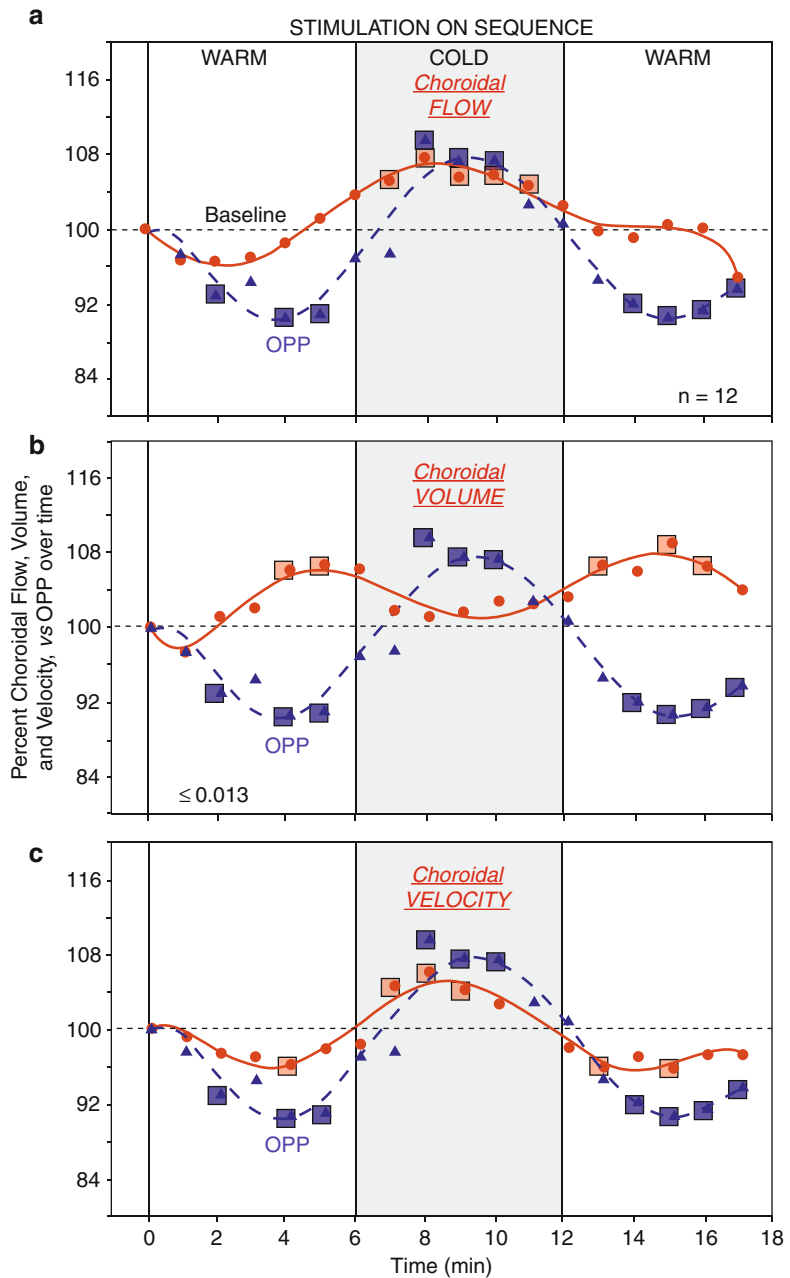 a
STIMULATION ON SEQUENCE
WARM COLD WARM
Choroidal
FLOW
116
108
100
92
84
Baseline
OPP
n = 12
b
Choroidal
VOLUME
116
108
100
92
84
OPP
≤ 0.013
Percent Choroidal Flow, Volume,
and Velocity, vs OPP over time
c
Choroidal
VELOCITY
116
108
100
92
84
OPP
0 2 4 6 8 10 12 14 16 18
Time (min)